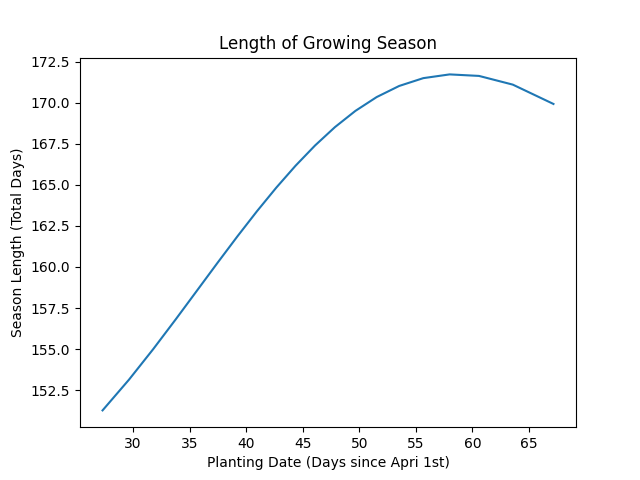 Length of Growing Season
172.5
170.0
167.5
165.0
162.5
160.0
157.5
155.0
152.5
Season Length (Total Days)
30 35 40 45 50 55 60 65
Planting Date (Days since Apri 1st)